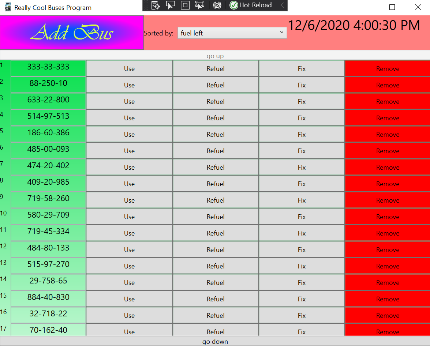 Really Cool Buses Program
Hot Reload
Add Bus
Sorted by: fuel left
12/6/2020 4:00:30 PM
go up
1 333-33-333 Use Refuel Fix Remove
2 88-250-10 Use Refuel Fix Remove
3 633-22-800 Use Refuel Fix Remove
4 514-97-513 Use Refuel Fix Remove
5 186-60-386 Use Refuel Fix Remove
6 485-00-093 Use Refuel Fix Remove
7 474-20-402 Use Refuel Fix Remove
8 409-20-985 Use Refuel Fix Remove
9 719-58-260 Use Refuel Fix Remove
10 580-29-709 Use Refuel Fix Remove
11 719-45-334 Use Refuel Fix Remove
12 484-80-133 Use Refuel Fix Remove
13 515-97-270 Use Refuel Fix Remove
14 29-758-65 Use Refuel Fix Remove
15 884-40-830 Use Refuel Fix Remove
16 32-718-22 Use Refuel Fix Remove
17 70-162-40 Use Refuel Fix Remove
go down